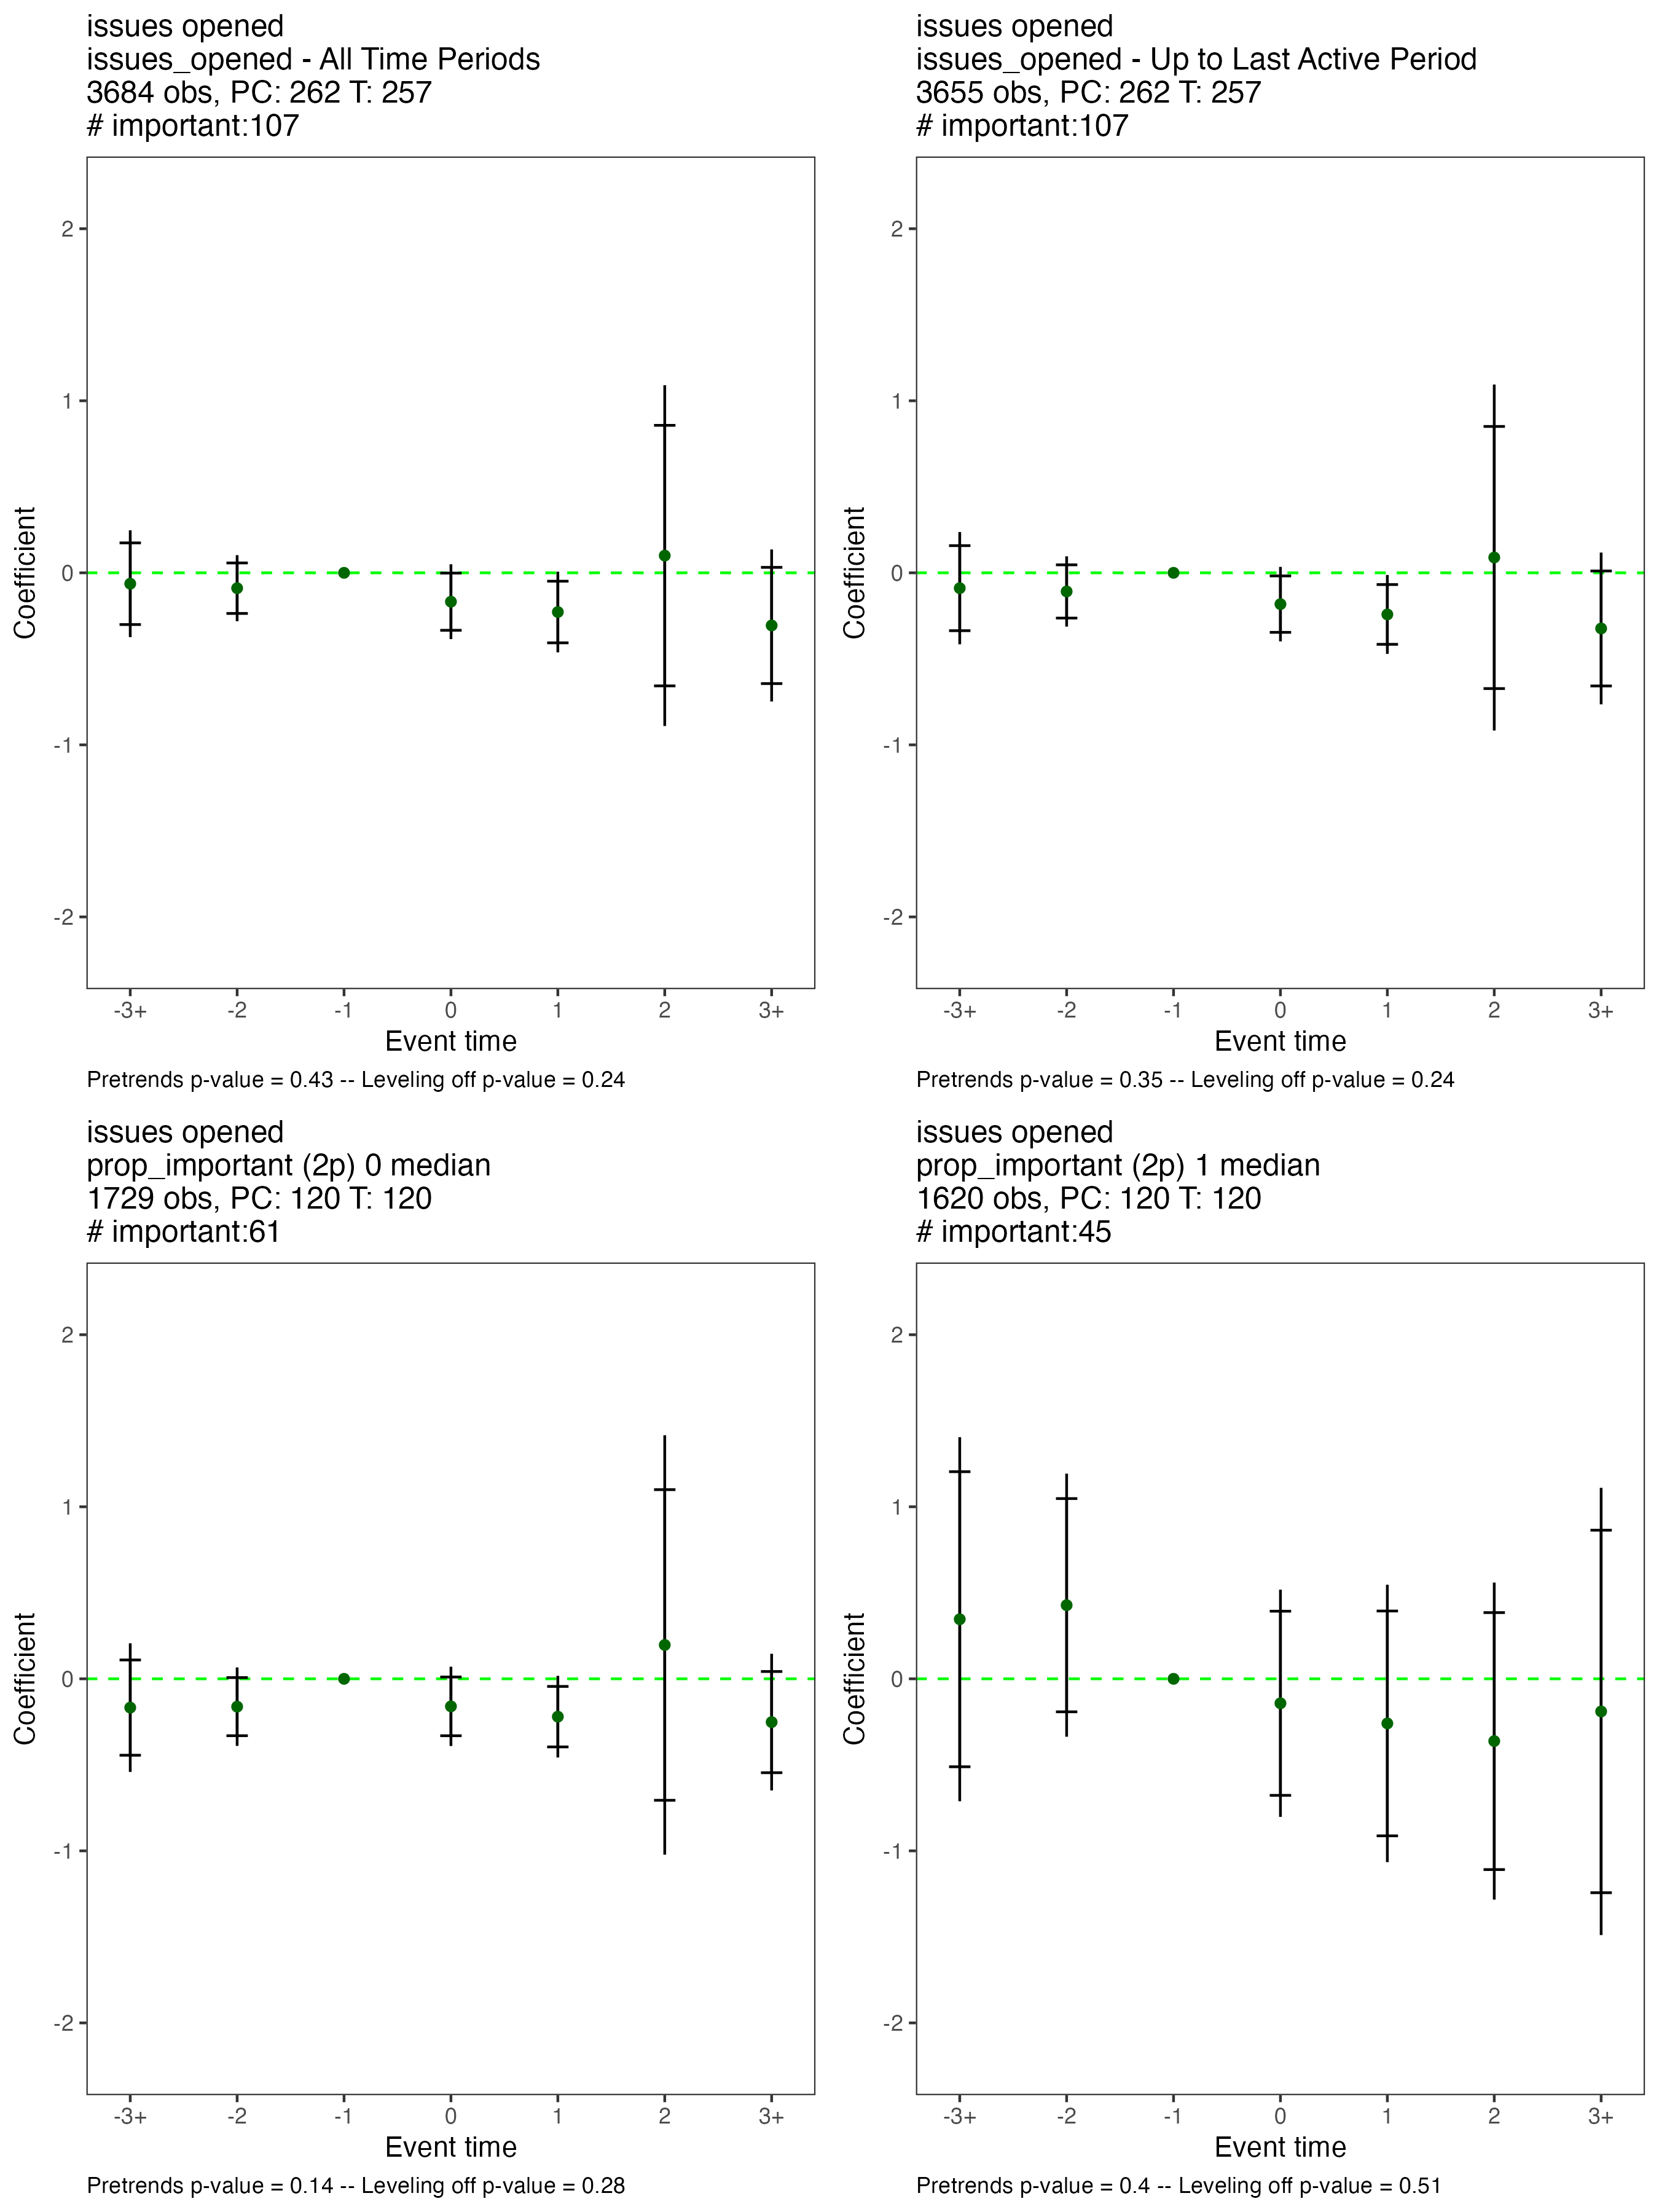 issues opened
issues_opened - All Time Periods
3684 obs, PC: 262 T: 257
# important:107
2
1
0
-1
-2
Coefficient
-3+ -2 -1 0 1 2 3+
Event time
Pretrends p-value = 0.43 -- Leveling off p-value = 0.24
issues opened
issues_opened - Up to Last Active Period
3655 obs, PC: 262 T: 257
# important:107
2
1
0
-1
-2
Coefficient
-3+ -2 -1 0 1 2 3+
Event time
Pretrends p-value = 0.35 -- Leveling off p-value = 0.24
issues opened
prop_important (2p) 0 median
1729 obs, PC: 120 T: 120
# important:61
2
1
0
-1
-2
Coefficient
-3+ -2 -1 0 1 2 3+
Event time
Pretrends p-value = 0.14 -- Leveling off p-value = 0.28
issues opened
prop_important (2p) 1 median
1620 obs, PC: 120 T: 120
# important:45
2
1
0
-1
-2
Coefficient
-3+ -2 -1 0 1 2 3+
Event time
Pretrends p-value = 0.4 -- Leveling off p-value = 0.51